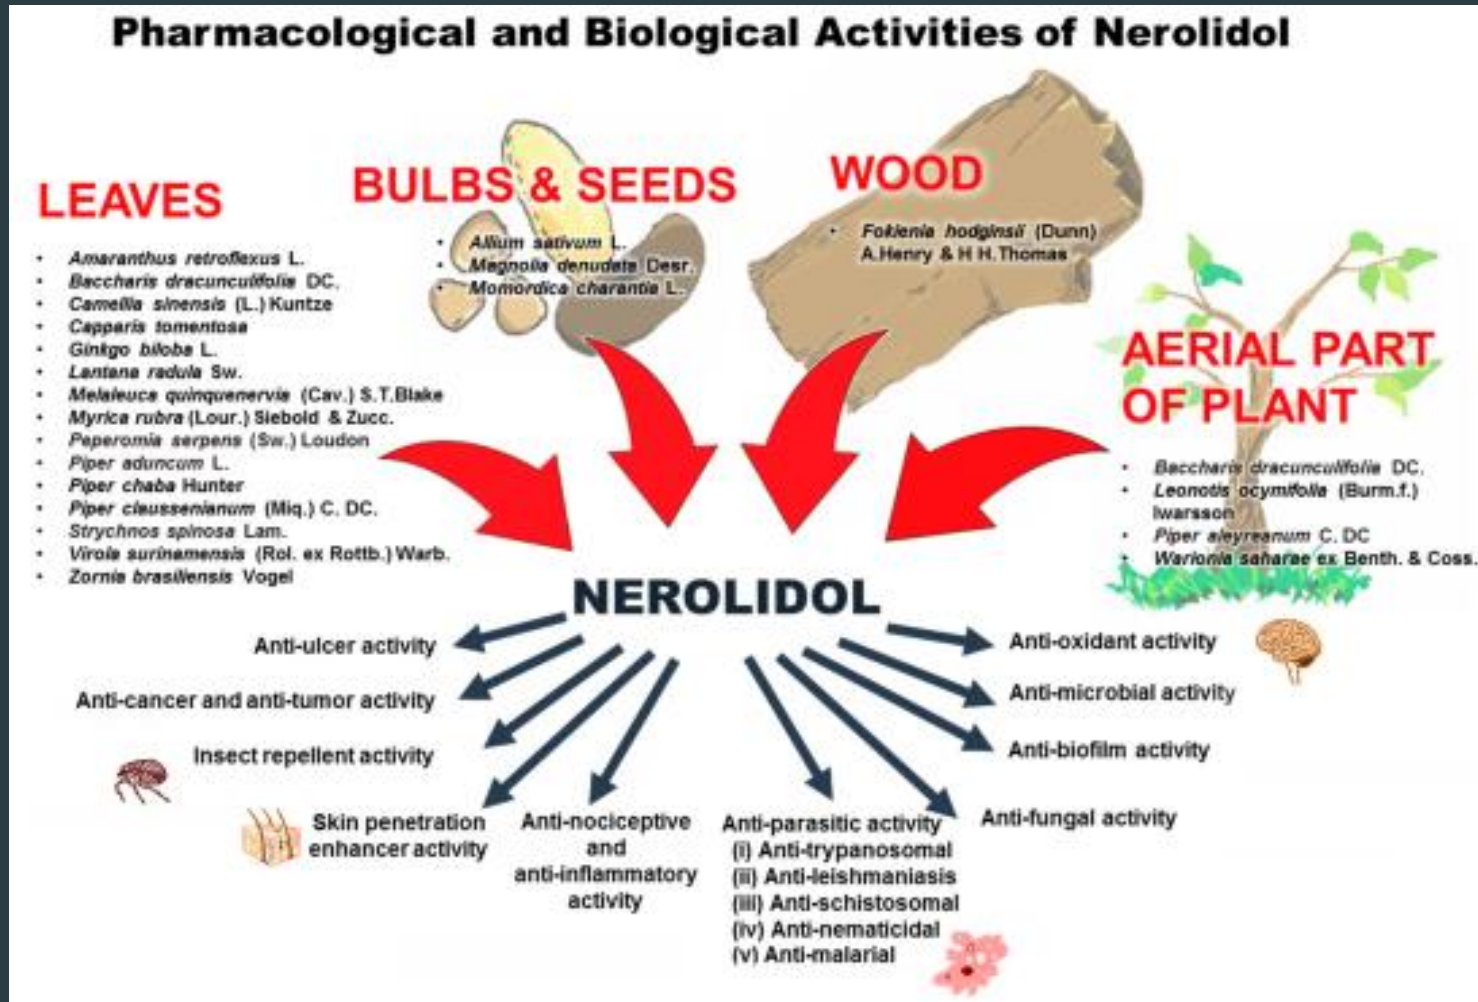 Pharmacological and Biological Activities of Nerolidol
LEAVES
• Amaranthus retroflexus L.
• Baccharis dracunculifolia DC.
• Camellia sinensis (L.) Kuntze
• Capparis tomentosa
• Ginkgo biloba L.
• Lantana radula Sw.
• Melaleuca quinquenervia (Cav.) S.T.Blake
• Myrica rubra (Lour.) Siebold & Zucc.
• Peperomia serpens (Sw.) Loudon
• Piper aduncum L.
• Piper chaba Hunter
• Piper claussenianum (Miq.) C. DC.
• Strychnos spinosa Lam.
• Virola surinamensis (Rol. ex Rottb.) Warb.
• Zornia brasiliensis Vogel
BULBS & SEEDS
• Allium sativum L.
• Magnolia denudata Desr.
• Momordica charantia L.
WOOD
• Fokienia hodginsii (Dunn)
A.Henry & H H.Thomas
AERIAL PART
OF PLANT
• Baccharis dracunculifolia DC.
• Leonotis ocymifolia (Burm.f.)
Iwarsson
• Piper aleyreanum C. DC
• Warionia saharae ex Benth. & Coss.
NEROLIDOL
Anti-ulcer activity
Anti-cancer and anti-tumor activity
Insect repellent activity
Skin penetration
enhancer activity
Anti-nociceptive
and
anti-inflammatory
activity
Anti-parasitic activity
(i) Anti-trypanosomal
(ii) Anti-leishmaniasis
(iii) Anti-schistosomal
(iv) Anti-nematicidal
(v) Anti-malarial
Anti-fungal activity
Anti-biofilm activity
Anti-microbial activity
Anti-oxidant activity